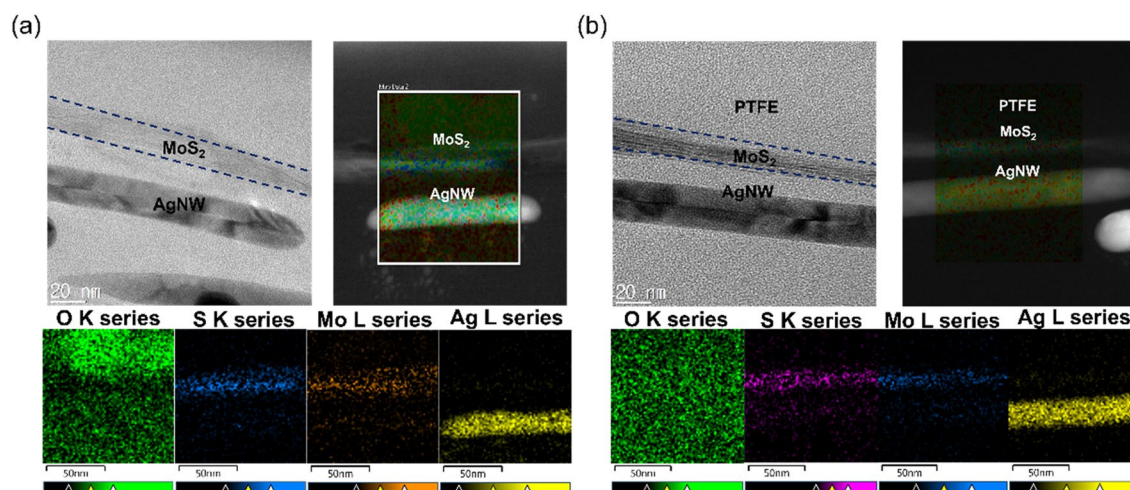 (a)
MoS₂
AgNW
20 nm
MoS₂
AgNW
O K series S K series Mo L series Ag L series
50nm 50nm 50nm 50nm
(b)
PTFE
MoS₂
AgNW
20 nm
PTFE
MoS₂
AgNW
O K series S K series Mo L series Ag L series
50nm 50nm 50nm 50nm